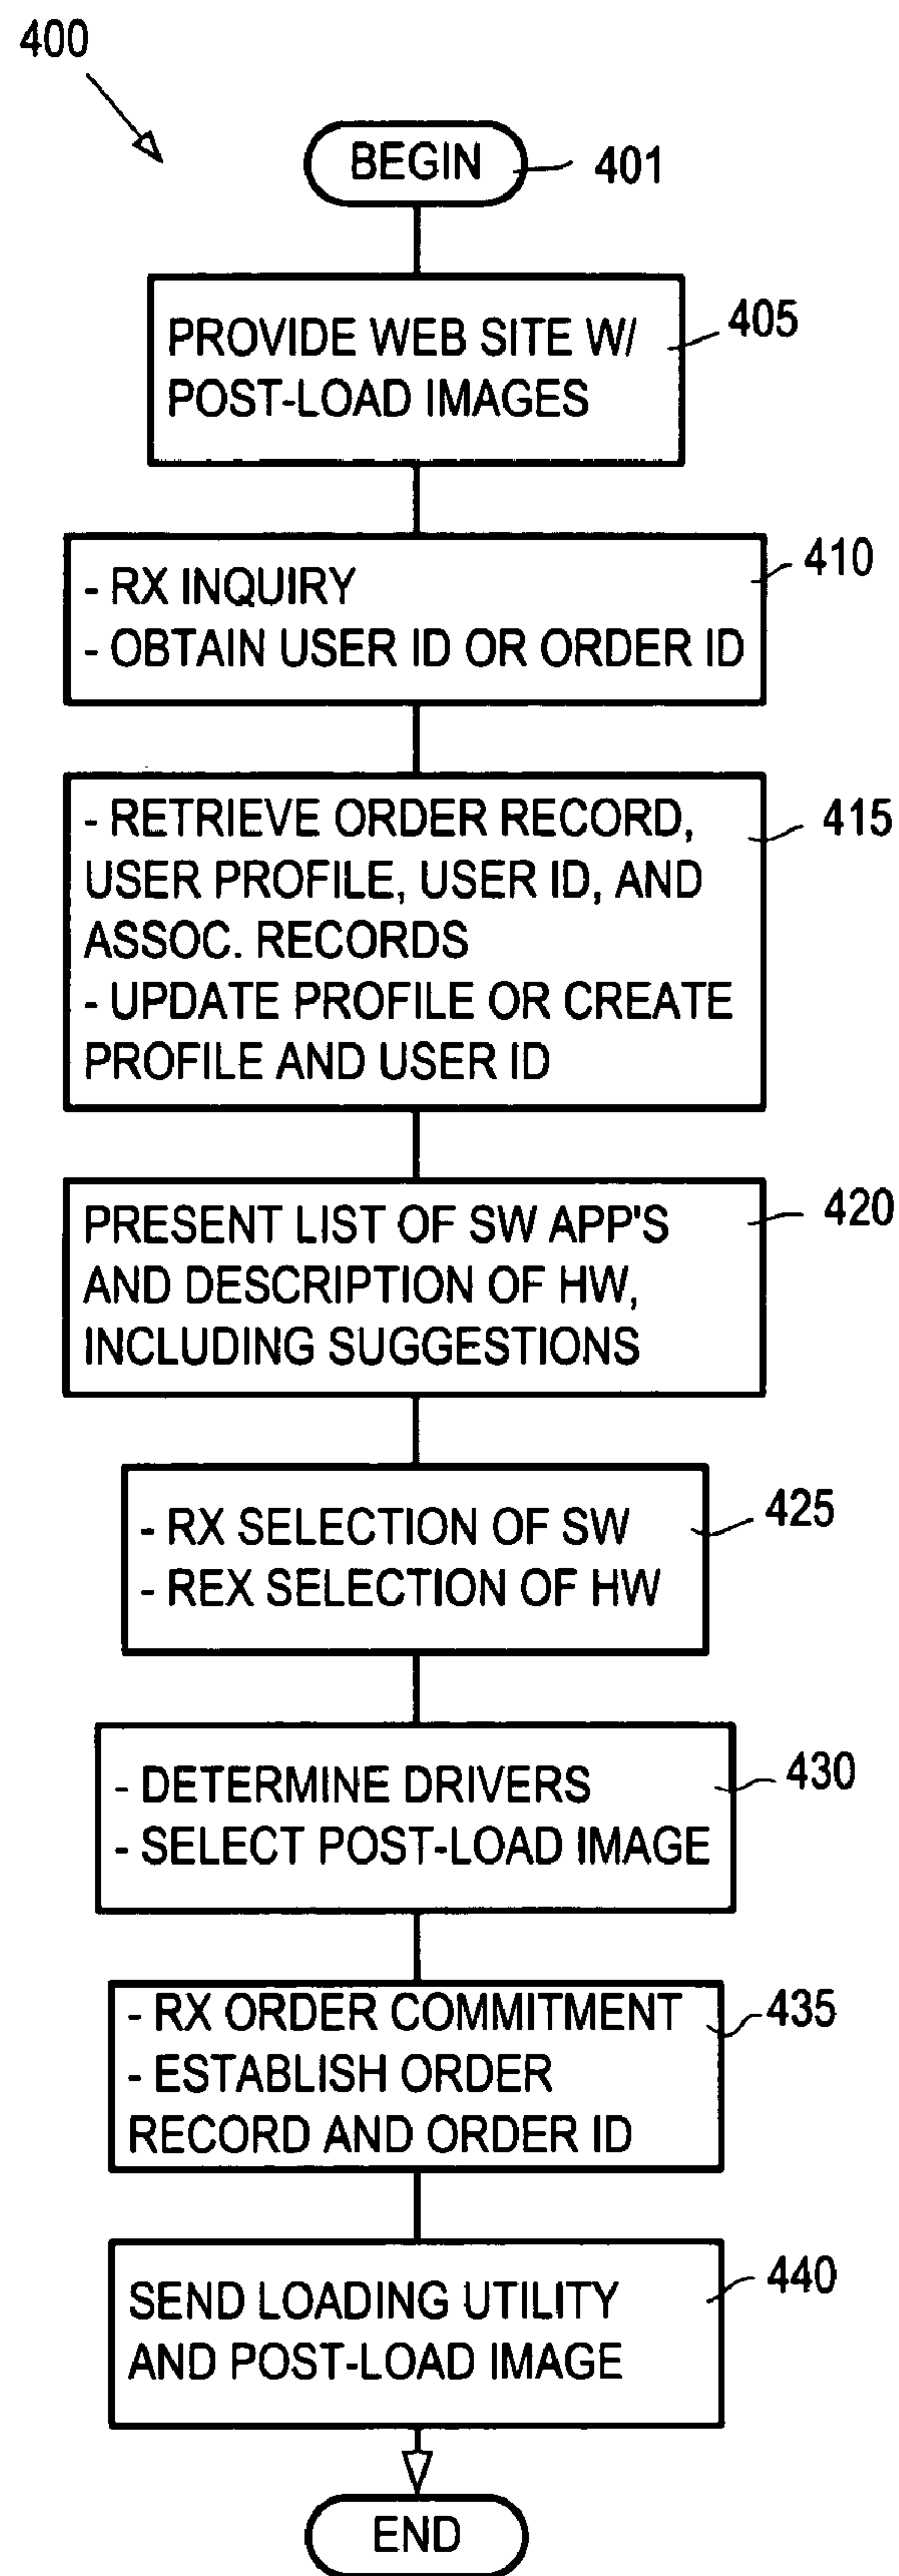 400
BEGIN
401
PROVIDE WEB SITE W/
POST-LOAD IMAGES
405
- RX INQUIRY
- OBTAIN USER ID OR ORDER ID
410
- RETRIEVE ORDER RECORD,
USER PROFILE, USER ID, AND
ASSOC. RECORDS
- UPDATE PROFILE OR CREATE
PROFILE AND USER ID
415
PRESENT LIST OF SW APP'S
AND DESCRIPTION OF HW,
INCLUDING SUGGESTIONS
420
- RX SELECTION OF SW
- REX SELECTION OF HW
425
- DETERMINE DRIVERS
- SELECT POST-LOAD IMAGE
430
- RX ORDER COMMITMENT
- ESTABLISH ORDER
RECORD AND ORDER ID
435
SEND LOADING UTILITY
AND POST-LOAD IMAGE
440
END